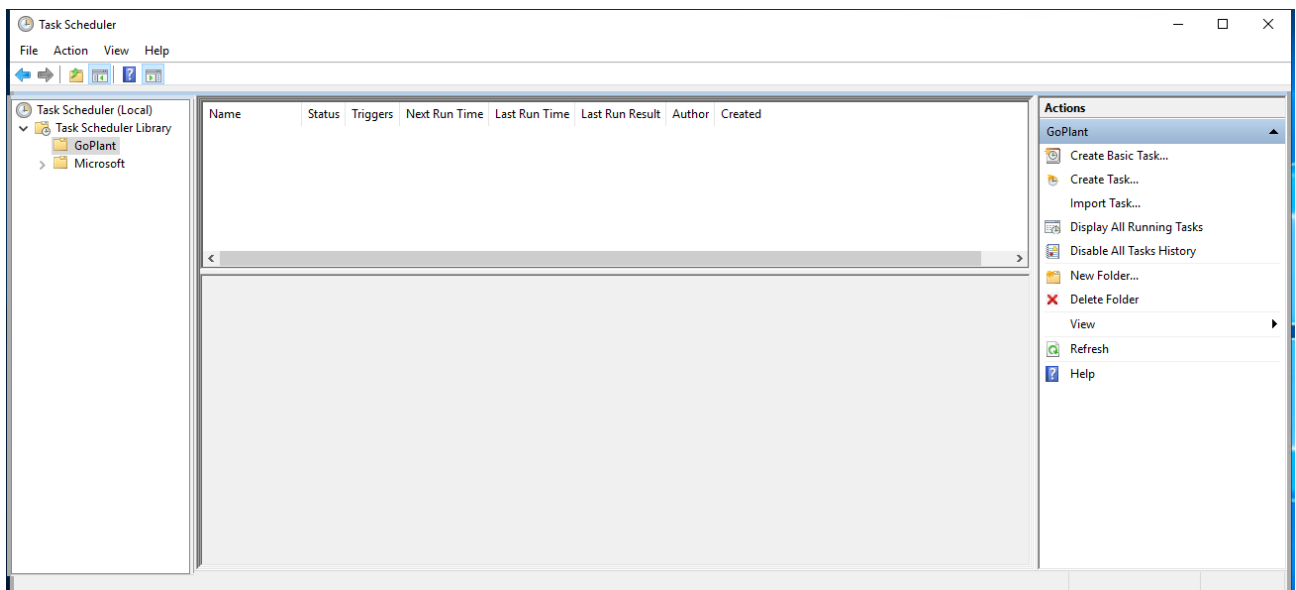 Task Scheduler
File Action View Help
Task Scheduler (Local)
Task Scheduler Library
GoPlant
Microsoft
Name Status Triggers Next Run Time Last Run Time Last Run Result Author Created
Actions
GoPlant
Create Basic Task...
Create Task...
Import Task...
Display All Running Tasks
Disable All Tasks History
New Folder...
Delete Folder
View
Refresh
Help